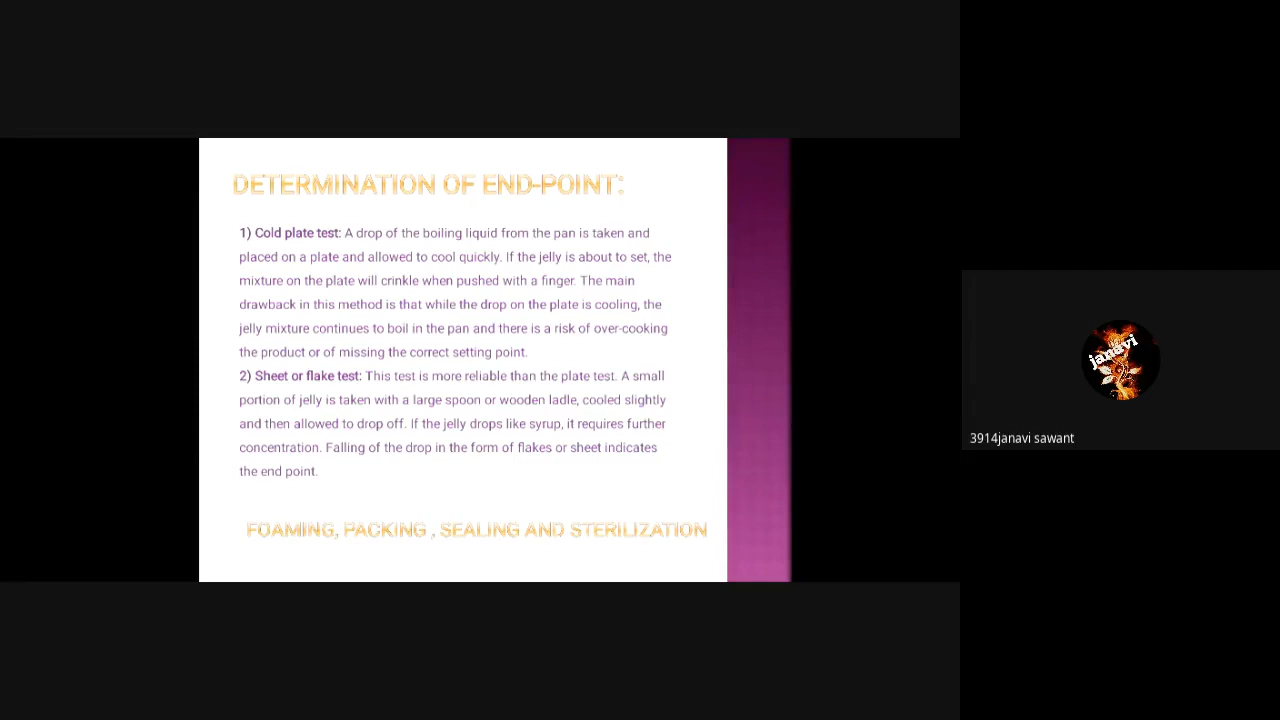 DETERMINATION OF END-POINT:
1) Cold plate test: A drop of the boiling liquid from the pan is taken and
placed on a plate and allowed to cool quickly. If the jelly is about to set, the
mixture on the plate will crinkle when pushed with a finger. The main
drawback in this method is that while the drop on the plate is cooling, the
jelly mixture continues to boil in the pan and there is a risk of over-cooking
the product or of missing the correct setting point.
2) Sheet or flake test: This test is more reliable than the plate test. A small
portion of jelly is taken with a large spoon or wooden ladle, cooled slightly
and then allowed to drop off. If the jelly drops like syrup, it requires further
concentration. Falling of the drop in the form of flakes or sheet indicates
the end point.
FOAMING, PACKING , SEALING AND STERILIZATION
janavi
3914janavi sawant